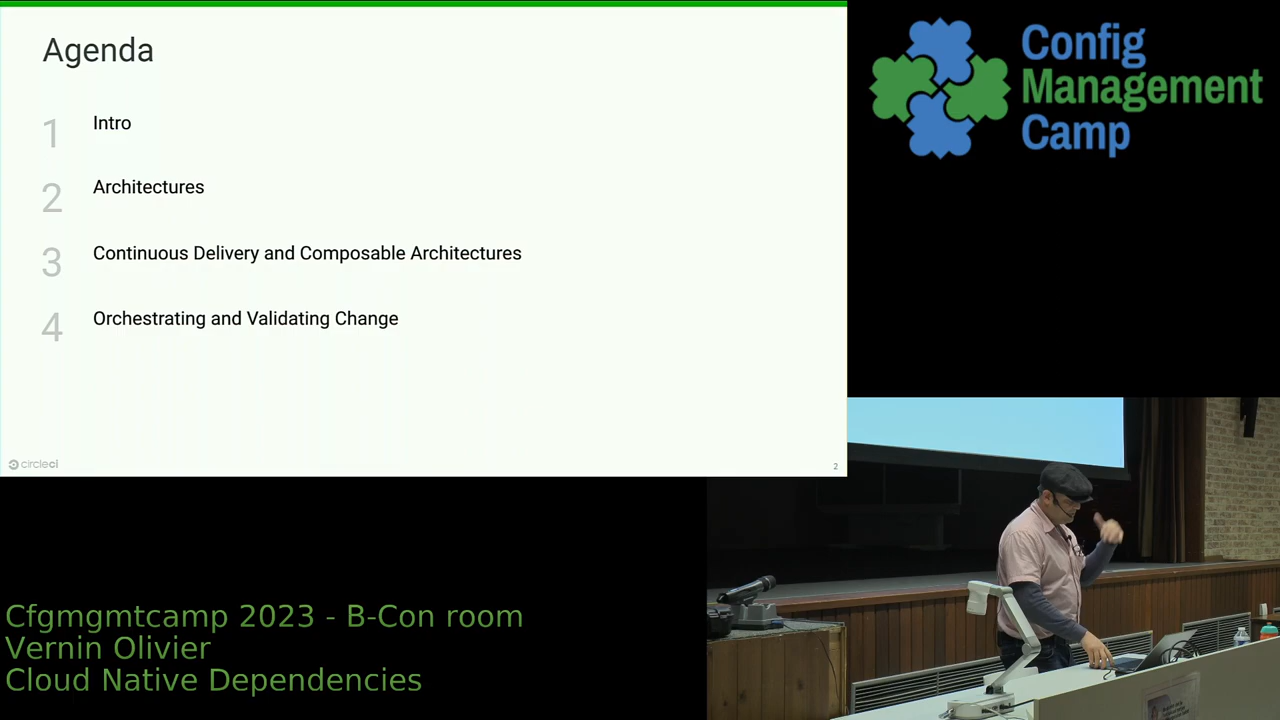 Agenda
1 Intro
2 Architectures
3 Continuous Delivery and Composable Architectures
4 Orchestrating and Validating Change
circleci
2
Config
Management
Camp
Cfgmgmtcamp 2023 - B-Con room
Vernin Olivier
Cloud Native Dependencies